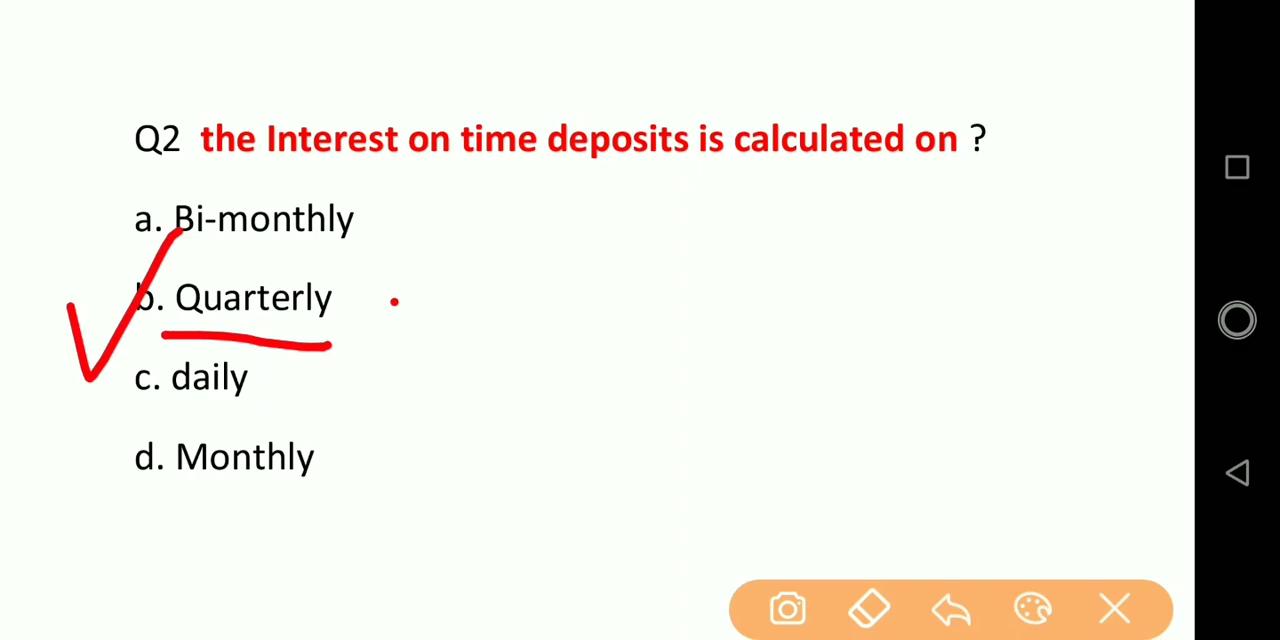 Q2 the Interest on time deposits is calculated on ?
a. Bi-monthly
b. Quarterly
c. daily
d. Monthly